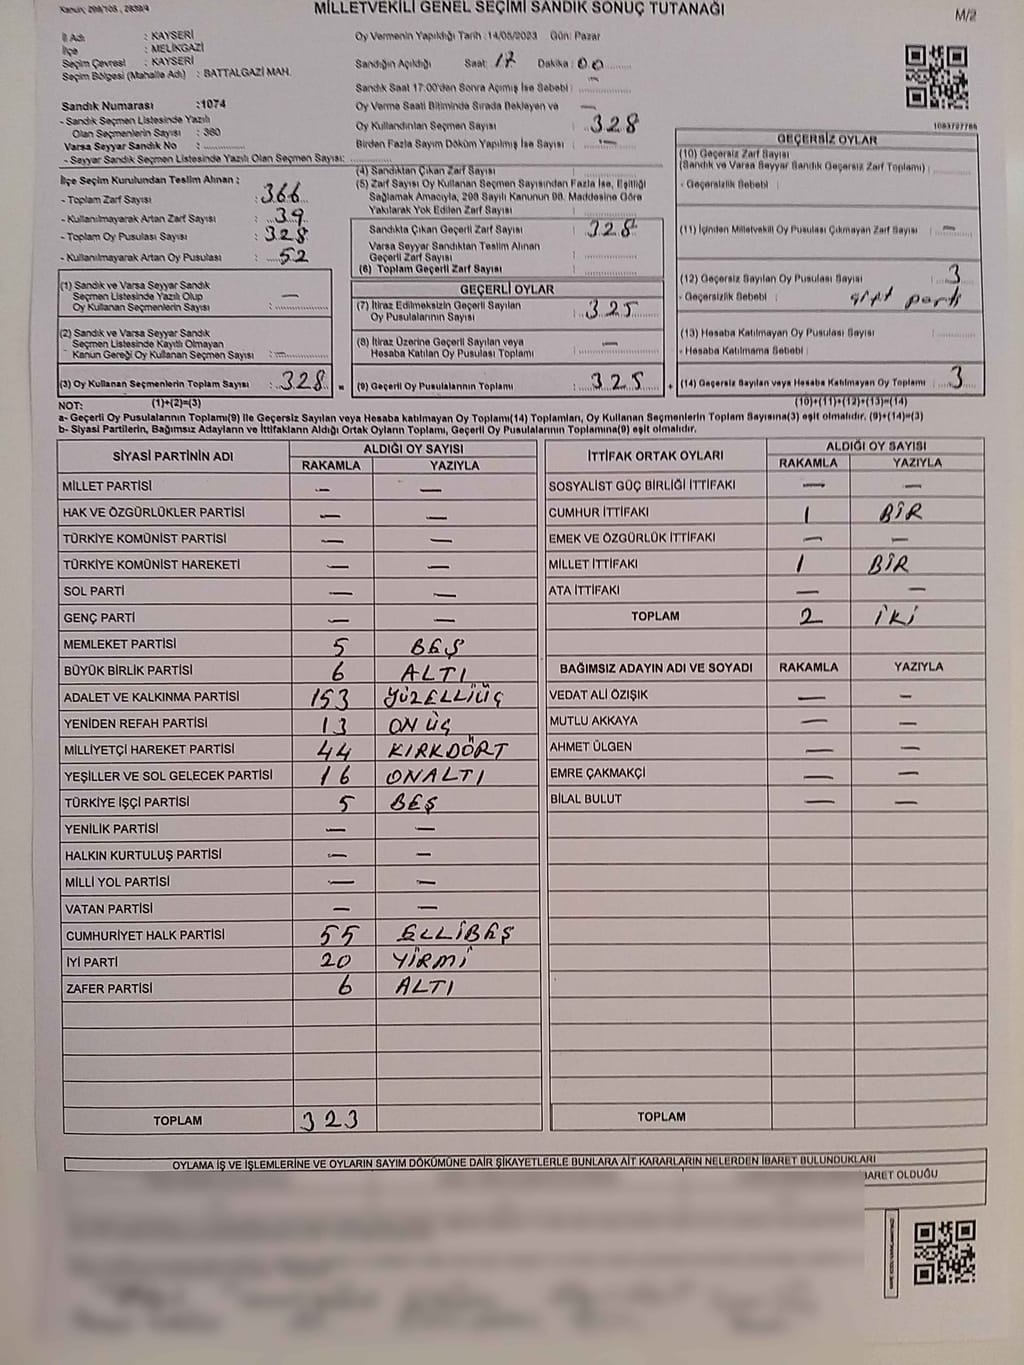 Kanun; 298/105 , 2839/4
MİLLETVEKİLİ GENEL SEÇİMİ SANDIK SONUÇ TUTANAĞI
M/2
İl Adı : KAYSERİ
İlçe : MELİKGAZİ
Seçim Çevresi : KAYSERİ
Seçim Bölgesi (Mahalle Adı) : BATTALGAZİ MAH.
Oy Vermenin Yapıldığı Tarih :14/05/2023 Gün: Pazar
Sandığın Açıldığı Saat: 17 Dakika : 00
Sandık Saat 17:00'den Sonra Açımış İse Sebebi : —
Oy Verme Saati Bitiminde Sırada Bekleyen ve —
Oy Kullandırılan Seçmen Sayısı : 328
Birden Fazla Sayım Döküm Yapılmış İse Sayısı : —
Sandık Numarası :1074
- Sandık Seçmen Listesinde Yazılı
Olan Seçmenlerin Sayısı : 360
Varsa Seyyar Sandık No :
- Seyyar Sandık Seçmen Listesinde Yazılı Olan Seçmen Sayısı:
İlçe Seçim Kurulundan Teslim Alınan :
- Toplam Zarf Sayısı : 366
- Kullanılmayarak Artan Zarf Sayısı : 39
- Toplam Oy Pusulası Sayısı : 328
- Kullanılmayarak Artan Oy Pusulası : 52
(1) Sandık ve Varsa Seyyar Sandık
Seçmen Listesinde Yazılı Olup
Oy Kullanan Seçmenlerin Sayısı : —
(2) Sandık ve Varsa Seyyar Sandık
Seçmen Listesinde Kayıtlı Olmayan
Kanun Gereği Oy Kullanan Seçmen Sayısı : —
(3) Oy Kullanan Seçmenlerin Toplam Sayısı : 328 =
(4) Sandıktan Çıkan Zarf Sayısı
(5) Zarf Sayısı Oy Kullanan Seçmen Sayısından Fazla İse, Eşitliği
Sağlamak Amacıyla, 298 Sayılı Kanunun 98. Maddesine Göre
Yakılarak Yok Edilen Zarf Sayısı :
Sandıkta Çıkan Geçerli Zarf Sayısı : 328
Varsa Seyyar Sandıktan Teslim Alınan
Geçerli Zarf Sayısı :
(6) Toplam Geçerli Zarf Sayısı :
GEÇERLİ OYLAR
(7) İtiraz Edilmeksizin Geçerli Sayılan
Oy Pusulalarının Sayısı : 325
(8) İtiraz Üzerine Geçerli Sayılan veya
Hesaba Katılan Oy Pusulası Toplamı : —
(9) Geçerli Oy Pusulalarının Toplamı : 325 +
1083727765
GEÇERSİZ OYLAR
(10) Geçersiz Zarf Sayısı
(Sandık ve Varsa Seyyar Sandık Geçersiz Zarf Toplamı) :
- Geçersizlik Sebebi :
(11) İçinden Milletvekili Oy Pusulası Çıkmayan Zarf Sayısı : —
(12) Geçersiz Sayılan Oy Pusulası Sayısı : 3
- Geçersizlik Sebebi : çift parti
(13) Hesaba Katılmayan Oy Pusulası Sayısı :
- Hesaba Katılmama Sebebi :
(14) Geçersiz Sayılan veya Hesaba Katılmayan Oy Toplamı : 3
NOT: (1)+(2)=(3)
(10)+(11)+(12)+(13)=(14)
a- Geçerli Oy Pusulalarının Toplamı(9) ile Geçersiz Sayılan veya Hesaba katılmayan Oy Toplamı(14) Toplamları, Oy Kullanan Seçmenlerin Toplam Sayısına(3) eşit olmalıdır. (9)+(14)=(3)
b- Siyasi Partilerin, Bağımsız Adayların ve İttifakların Aldığı Ortak Oyların Toplamı, Geçerli Oy Pusulalarının Toplamına(9) eşit olmalıdır.
SİYASİ PARTİNİN ADI
ALDIĞI OY SAYISI
RAKAMLA YAZIYLA
MİLLET PARTİSİ — —
HAK VE ÖZGÜRLÜKLER PARTİSİ — —
TÜRKİYE KOMÜNİST PARTİSİ — —
TÜRKİYE KOMÜNİST HAREKETİ — —
SOL PARTİ — —
GENÇ PARTİ — —
MEMLEKET PARTİSİ 5 BEŞ
BÜYÜK BİRLİK PARTİSİ 6 ALTI
ADALET VE KALKINMA PARTİSİ 153 YÜZELLİÜÇ
YENİDEN REFAH PARTİSİ 13 ON ÜÇ
MİLLİYETÇİ HAREKET PARTİSİ 44 KIRKDÖRT
YEŞİLLER VE SOL GELECEK PARTİSİ 16 ONALTI
TÜRKİYE İŞÇİ PARTİSİ 5 BEŞ
YENİLİK PARTİSİ — —
HALKIN KURTULUŞ PARTİSİ — —
MİLLİ YOL PARTİSİ — —
VATAN PARTİSİ — —
CUMHURİYET HALK PARTİSİ 55 ELLİBEŞ
İYİ PARTİ 20 YİRMİ
ZAFER PARTİSİ 6 ALTI
TOPLAM 323
İTTİFAK ORTAK OYLARI
ALDIĞI OY SAYISI
RAKAMLA YAZIYLA
SOSYALİST GÜÇ BİRLİĞİ İTTİFAKI — —
CUMHUR İTTİFAKI 1 BİR
EMEK VE ÖZGÜRLÜK İTTİFAKI — —
MİLLET İTTİFAKI 1 BİR
ATA İTTİFAKI — —
TOPLAM 2 İKİ
BAĞIMSIZ ADAYIN ADI VE SOYADI RAKAMLA YAZIYLA
VEDAT ALİ ÖZIŞIK — —
MUTLU AKKAYA — —
AHMET ÜLGEN — —
EMRE ÇAKMAKÇİ — —
BİLAL BULUT — —
TOPLAM
OYLAMA İŞ VE İŞLEMLERİNE VE OYLARIN SAYIM DÖKÜMÜNE DAİR ŞİKAYETLERLE BUNLARA AİT KARARLARIN NELERDEN İBARET BULUNDUKLARI
BARET OLDUĞU